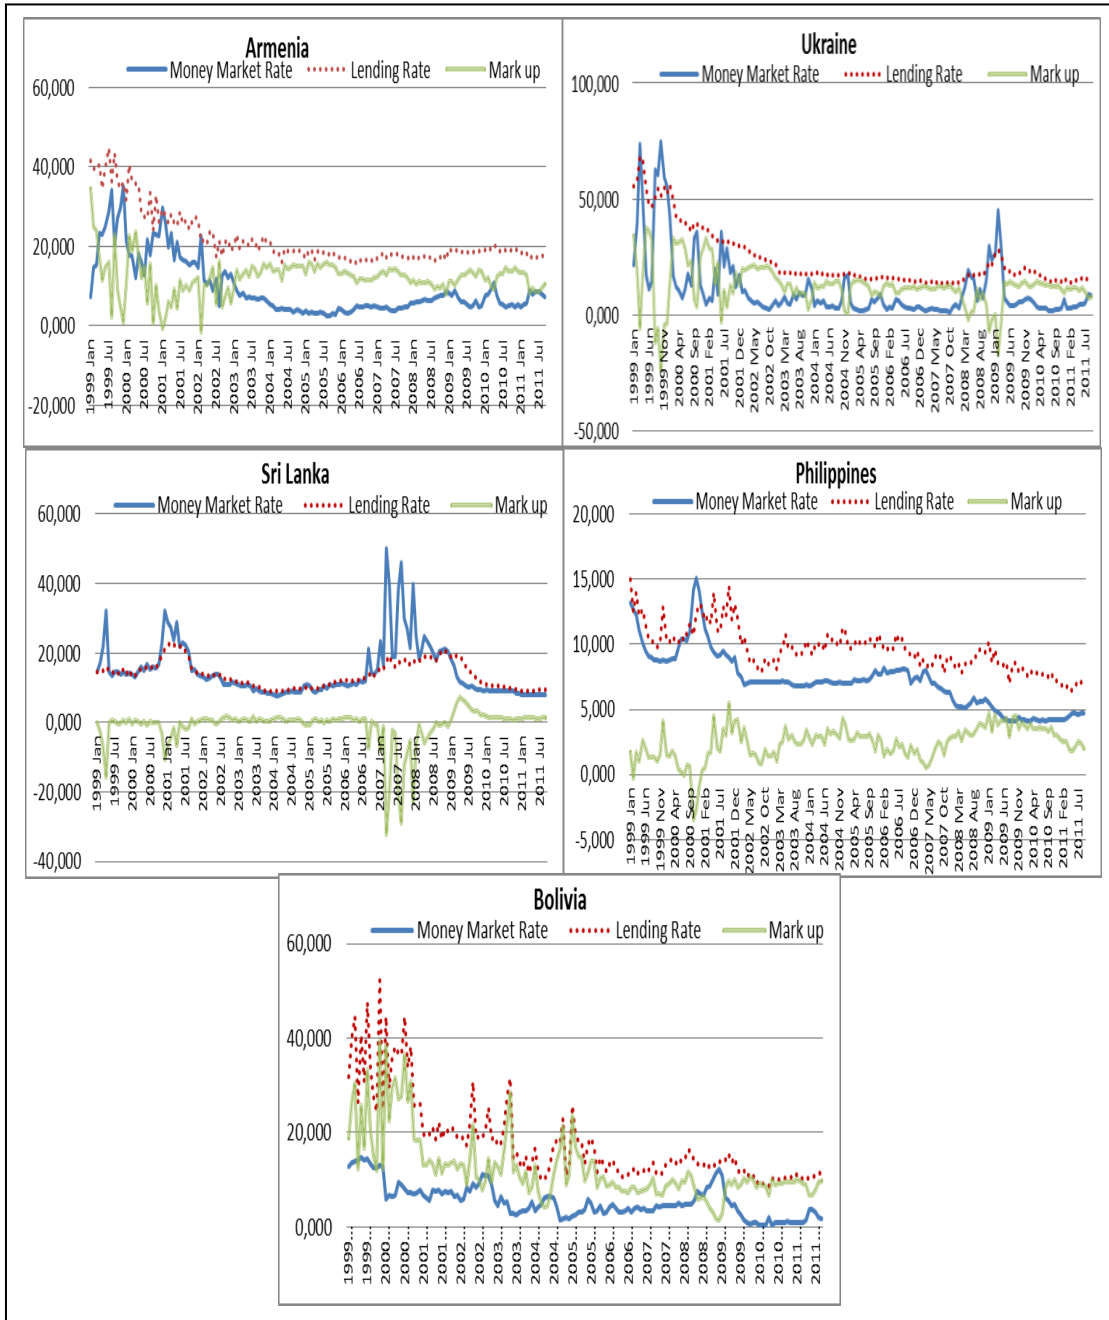 Armenia
Money Market Rate Lending Rate Mark up
60,000
40,000
20,000
0,000
-20,000
1999 Jan
1999 Jul
2000 Jan
2000 Jul
2001 Jan
2001 Jul
2002 Jan
2002 Jul
2003 Jan
2003 Jul
2004 Jan
2004 Jul
2005 Jan
2005 Jul
2006 Jan
2006 Jul
2007 Jan
2007 Jul
2008 Jan
2008 Jul
2009 Jan
2009 Jul
2010 Jan
2010 Jul
2011 Jan
2011 Jul
Ukraine
Money Market Rate Lending Rate Mark up
100,000
50,000
0,000
-50,000
1999 Jan
1999 Jun
1999 Nov
2000 Apr
2000 Sep
2001 Feb
2001 Jul
2001 Dec
2002 May
2002 Oct
2003 Mar
2003 Aug
2004 Jan
2004 Jun
2004 Nov
2005 Apr
2005 Sep
2006 Feb
2006 Jul
2006 Dec
2007 May
2007 Oct
2008 Mar
2008 Aug
2009 Jan
2009 Jun
2009 Nov
2010 Apr
2010 Sep
2011 Feb
2011 Jul
Sri Lanka
Money Market Rate Lending Rate Mark up
60,000
40,000
20,000
0,000
-20,000
-40,000
1999 Jan
1999 Jul
2000 Jan
2000 Jul
2001 Jan
2001 Jul
2002 Jan
2002 Jul
2003 Jan
2003 Jul
2004 Jan
2004 Jul
2005 Jan
2005 Jul
2006 Jan
2006 Jul
2007 Jan
2007 Jul
2008 Jan
2008 Jul
2009 Jan
2009 Jul
2010 Jan
2010 Jul
2011 Jan
2011 Jul
Philippines
Money Market Rate Lending Rate Mark up
20,000
15,000
10,000
5,000
0,000
-5,000
1999 Jan
1999 Jun
1999 Nov
2000 Apr
2000 Sep
2001 Feb
2001 Jul
2001 Dec
2002 May
2002 Oct
2003 Mar
2003 Aug
2004 Jan
2004 Jun
2004 Nov
2005 Apr
2005 Sep
2006 Feb
2006 Jul
2006 Dec
2007 May
2007 Oct
2008 Mar
2008 Aug
2009 Jan
2009 Jun
2009 Nov
2010 Apr
2010 Sep
2011 Feb
2011 Jul
Bolivia
Money Market Rate Lending Rate Mark up
60,000
40,000
20,000
0,000
1999...
1999...
2000...
2000...
2001...
2001...
2002...
2002...
2003...
2003...
2004...
2004...
2005...
2005...
2006...
2006...
2007...
2007...
2008...
2008...
2009...
2009...
2010...
2010...
2011...
2011...